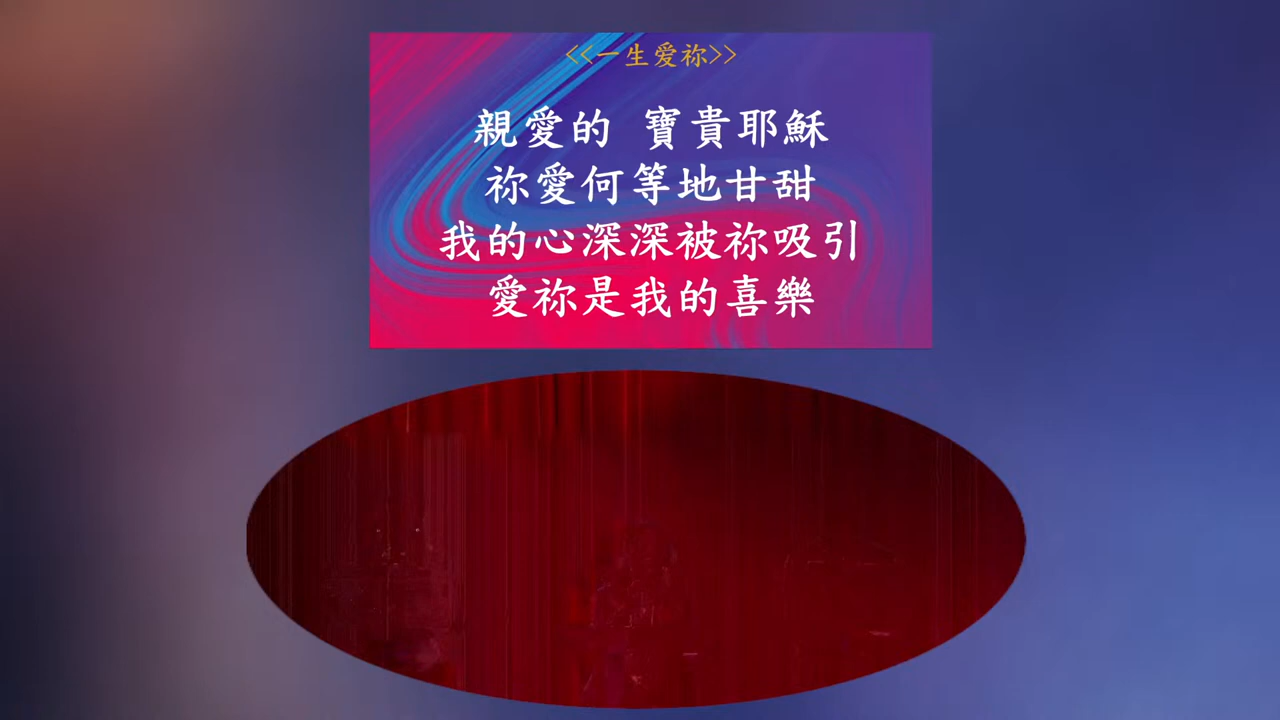 <<一生爱祢>>
親愛的 寶貴耶穌
祢愛何等地甘甜
我的心深深被祢吸引
愛祢是我的喜樂